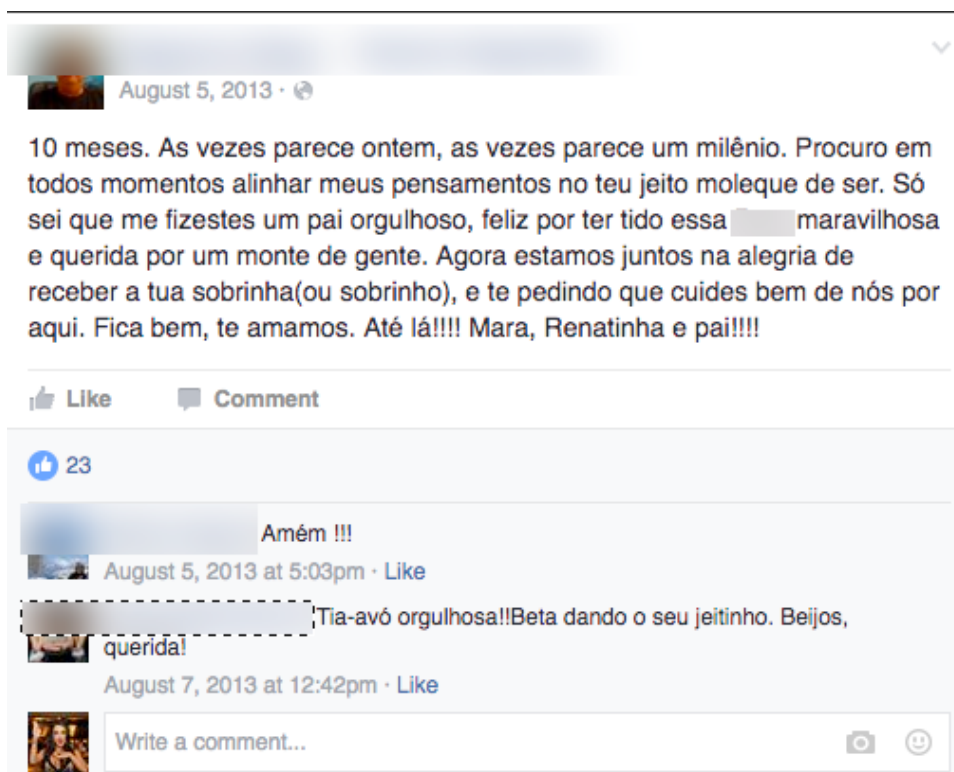 August 5, 2013 ·
10 meses. As vezes parece ontem, as vezes parece um milênio. Procuro em
todos momentos alinhar meus pensamentos no teu jeito moleque de ser. Só
sei que me fizestes um pai orgulhoso, feliz por ter tido essa maravilhosa
e querida por um monte de gente. Agora estamos juntos na alegria de
receber a tua sobrinha(ou sobrinho), e te pedindo que cuides bem de nós por
aqui. Fica bem, te amamos. Até lá!!!! Mara, Renatinha e pai!!!!
Like Comment
23
Amém !!!
August 5, 2013 at 5:03pm · Like
Tia-avó orgulhosa!!Beta dando o seu jeitinho. Beijos,
querida!
August 7, 2013 at 12:42pm · Like
Write a comment...